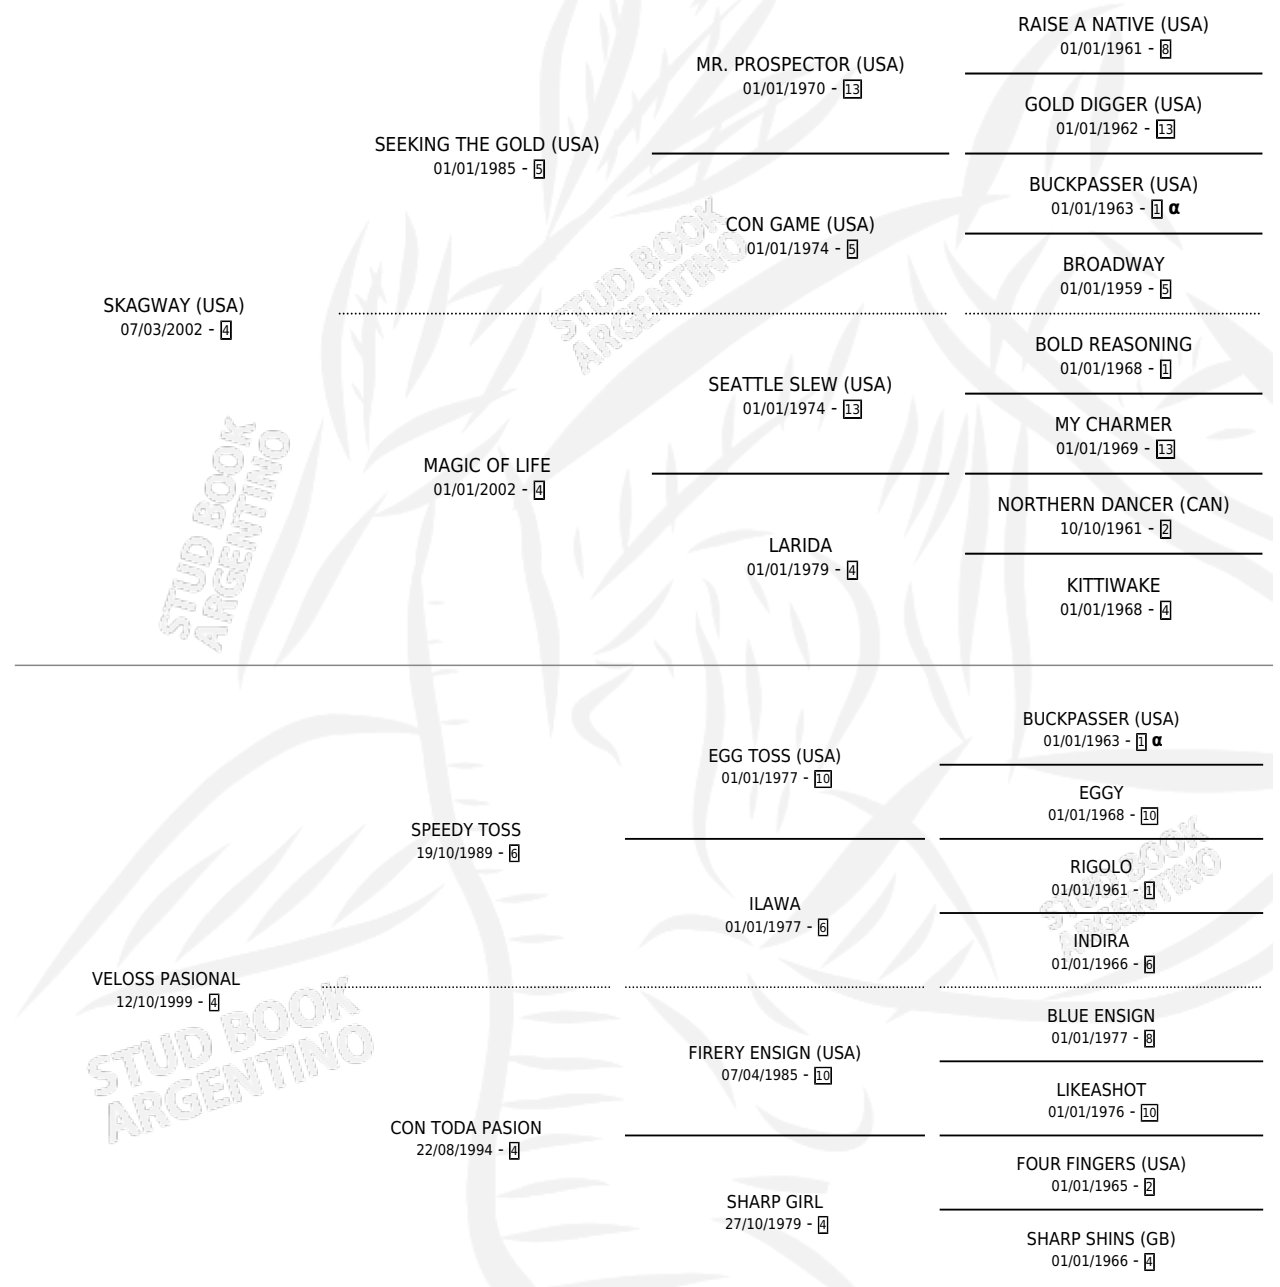 RAISE A NATIVE (USA)
01/01/1961 - 8
MR. PROSPECTOR (USA)
01/01/1970 - 13
GOLD DIGGER (USA)
01/01/1962 - 13
SEEKING THE GOLD (USA)
01/01/1985 - 5
BUCKPASSER (USA)
01/01/1963 - 1 α
CON GAME (USA)
01/01/1974 - 5
BROADWAY
01/01/1959 - 5
SKAGWAY (USA)
07/03/2002 - 4
BOLD REASONING
01/01/1968 - 1
SEATTLE SLEW (USA)
01/01/1974 - 13
MY CHARMER
01/01/1969 - 13
MAGIC OF LIFE
01/01/2002 - 4
NORTHERN DANCER (CAN)
10/10/1961 - 2
LARIDA
01/01/1979 - 4
KITTIWAKE
01/01/1968 - 4
STUD BOOK
ARGENTINO
STUD BOOK
ARGENTINO
BUCKPASSER (USA)
01/01/1963 - 1 α
EGG TOSS (USA)
01/01/1977 - 10
EGGY
01/01/1968 - 10
SPEEDY TOSS
19/10/1989 - 6
RIGOLO
01/01/1961 - 1
ILAWA
01/01/1977 - 6
INDIRA
01/01/1966 - 6
VELOSS PASIONAL
12/10/1999 - 4
BLUE ENSIGN
01/01/1977 - 8
FIRERY ENSIGN (USA)
07/04/1985 - 10
LIKEASHOT
01/01/1976 - 10
CON TODA PASION
22/08/1994 - 4
FOUR FINGERS (USA)
01/01/1965 - 2
SHARP GIRL
27/10/1979 - 4
SHARP SHINS (GB)
01/01/1966 - 4
STUD BOOK
ARGENTINO
STUD BOOK
ARGENTINO